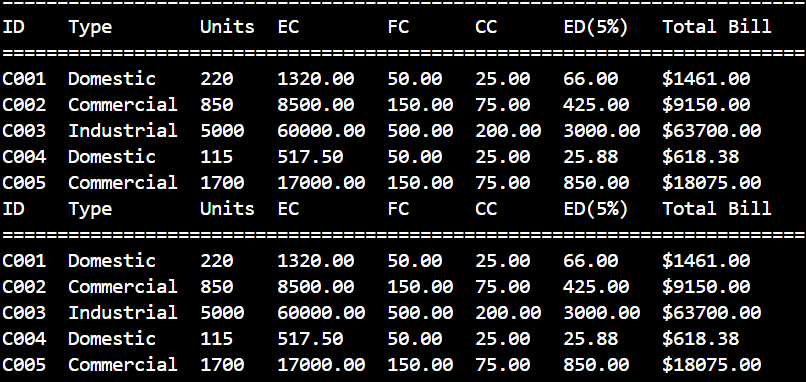 =========================================================================
ID  Type        Units  EC        FC      CC      ED(5%)   Total Bill
=========================================================================
C001  Domestic    220    1320.00   50.00   25.00   66.00    $1461.00
C002  Commercial  850    8500.00   150.00  75.00   425.00   $9150.00
C003  Industrial  5000   60000.00  500.00  200.00  3000.00  $63700.00
C004  Domestic    115    517.50    50.00   25.00   25.88    $618.38
C005  Commercial  1700   17000.00  150.00  75.00   850.00   $18075.00
ID    Type        Units  EC        FC      CC      ED(5%)   Total Bill
=========================================================================
C001  Domestic    220    1320.00   50.00   25.00   66.00    $1461.00
C002  Commercial  850    8500.00   150.00  75.00   425.00   $9150.00
C003  Industrial  5000   60000.00  500.00  200.00  3000.00  $63700.00
C004  Domestic    115    517.50    50.00   25.00   25.88    $618.38
C005  Commercial  1700   17000.00  150.00  75.00   850.00   $18075.00